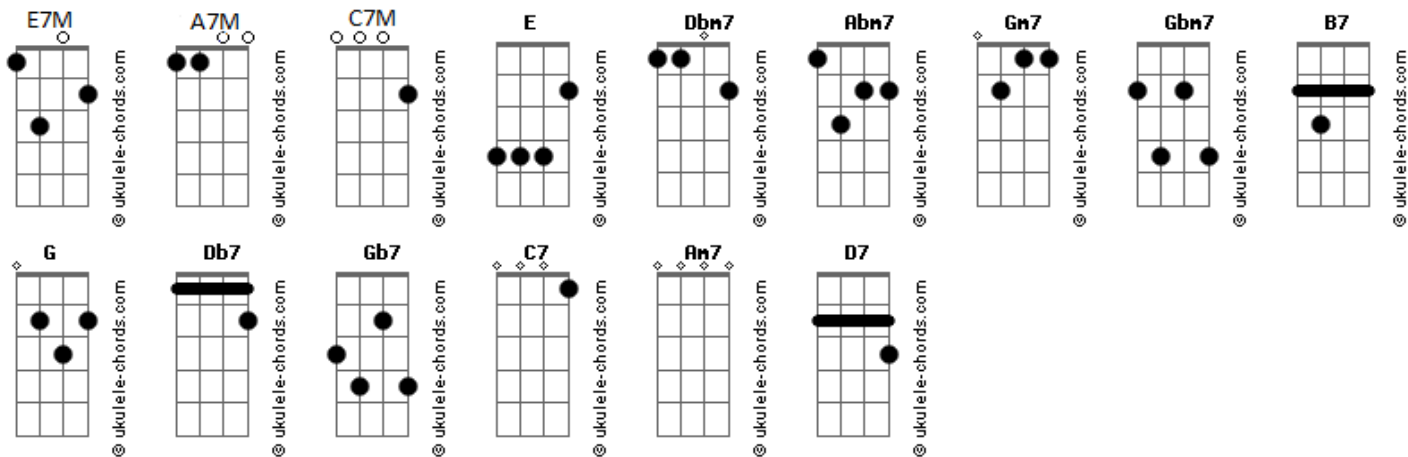 E7M A7M C7M E Dbm7 Abm7 Gm7 Gbm7 B7
© ukulele-chords.com © ukulele-chords.com © ukulele-chords.com © ukulele-chords.com © ukulele-chords.com © ukulele-chords.com © ukulele-chords.com © ukulele-chords.com © ukulele-chords.com
G Db7 Gb7 C7 Am7 D7
© ukulele-chords.com © ukulele-chords.com © ukulele-chords.com © ukulele-chords.com © ukulele-chords.com © ukulele-chords.com